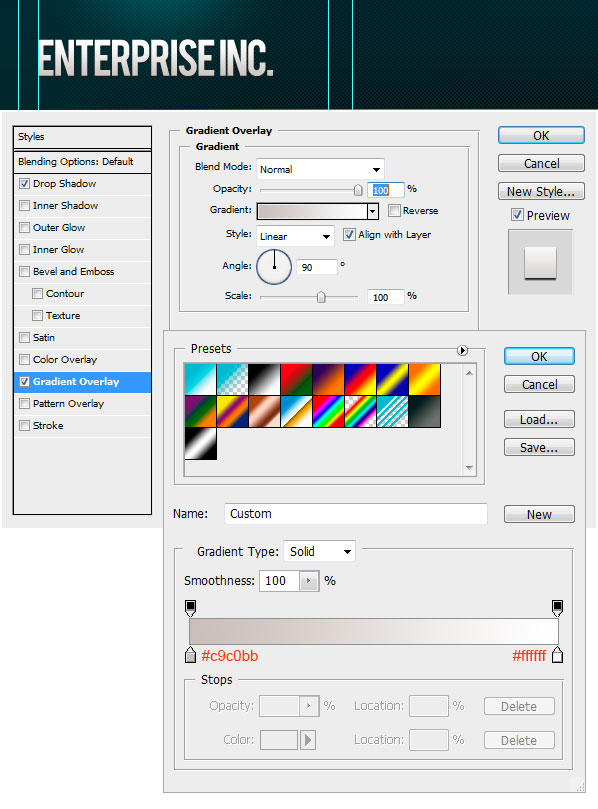 ENTERPRISE INC.
Styles
Blending Options: Default
Drop Shadow
Inner Shadow
Outer Glow
Inner Glow
Bevel and Emboss
Contour
Texture
Satin
Color Overlay
Gradient Overlay
Pattern Overlay
Stroke
Gradient Overlay
Gradient
Blend Mode: Normal
Opacity: 100 %
Gradient: Reverse
Style: Linear Align with Layer
Angle: 90 °
Scale: 100 %
OK
Cancel
New Style...
Preview
Presets
OK
Cancel
Load...
Save...
Name: Custom New
Gradient Type: Solid
Smoothness: 100 %
#c9c0bb #ffffff
Stops
Opacity: % Location: % Delete
Color: Location: % Delete